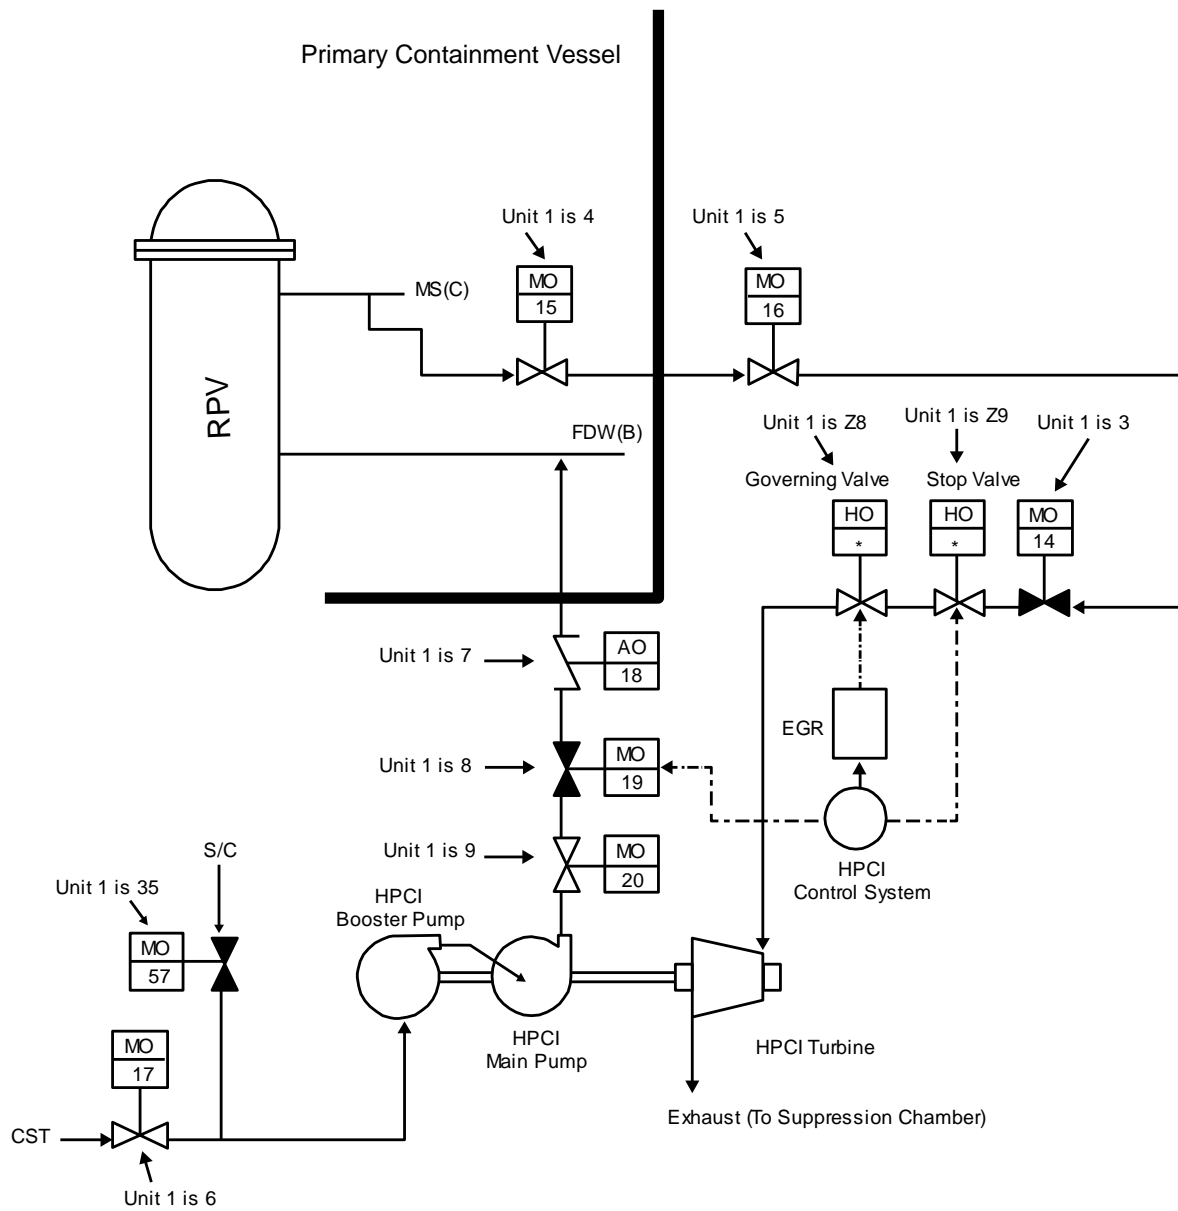 Primary Containment Vessel
Unit 1 is 4
Unit 1 is 5
MO
15
MO
16
MS(C)
RPV
FDW(B)
Unit 1 is Z8
Unit 1 is Z9
Unit 1 is 3
Governing Valve
Stop Valve
HO
*
HO
*
MO
14
Unit 1 is 7
AO
18
EGR
Unit 1 is 8
MO
19
Unit 1 is 9
MO
20
HPCI
Control System
S/C
Unit 1 is 35
MO
57
HPCI
Booster Pump
HPCI
Main Pump
HPCI Turbine
MO
17
Exhaust (To Suppression Chamber)
CST
Unit 1 is 6